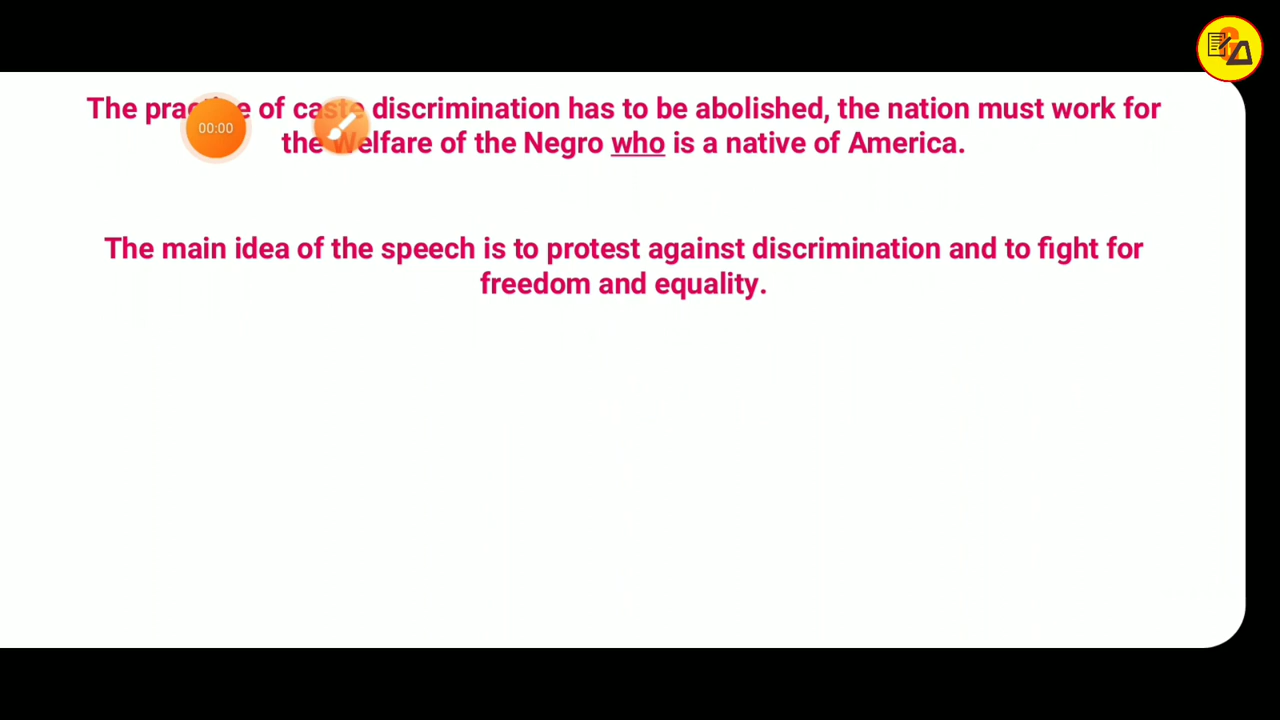 The practice of caste discrimination has to be abolished, the nation must work for
the Welfare of the Negro who is a native of America.
The main idea of the speech is to protest against discrimination and to fight for
freedom and equality.
00:00